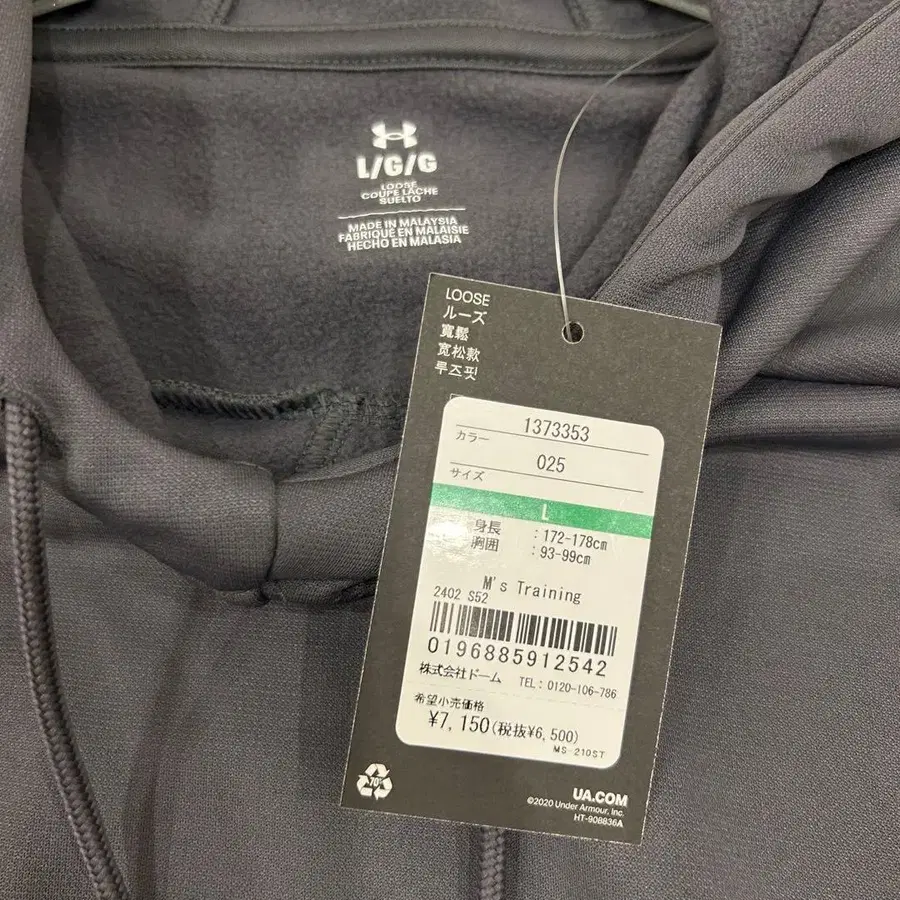 L/G/G
LOOSE
COUPE LACHE
SUELTO
MADE IN MALAYSIA
FABRIQUÉ EN MALAISIE
HECHO EN MALASIA
LOOSE
ルーズ
寬鬆
宽松款
루즈핏
1373353
カラー
025
サイズ
L
身長 :172-178cm
胸囲 :93-99cm
M's Training
2402 S52
0196885912542
株式会社ドーム TEL:0120-106-786
希望小売価格
¥7,150(税抜¥6,500)
MS-210ST
70%
UA.COM
©2020 Under Armour, Inc.
HT-908836A